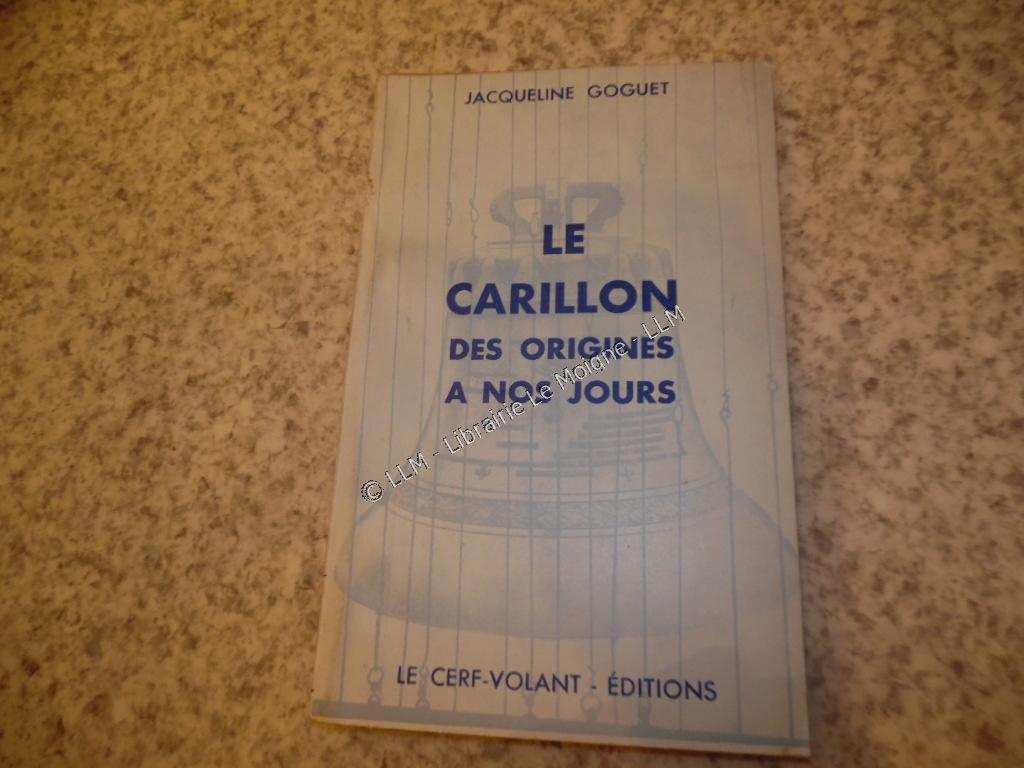 JACQUELINE GOGUET
LE
CARILLON
DES ORIGINES
A NOS JOURS
© LLM - Librairie Le Moigne - LLM
LE CERF-VOLANT - ÉDITIONS